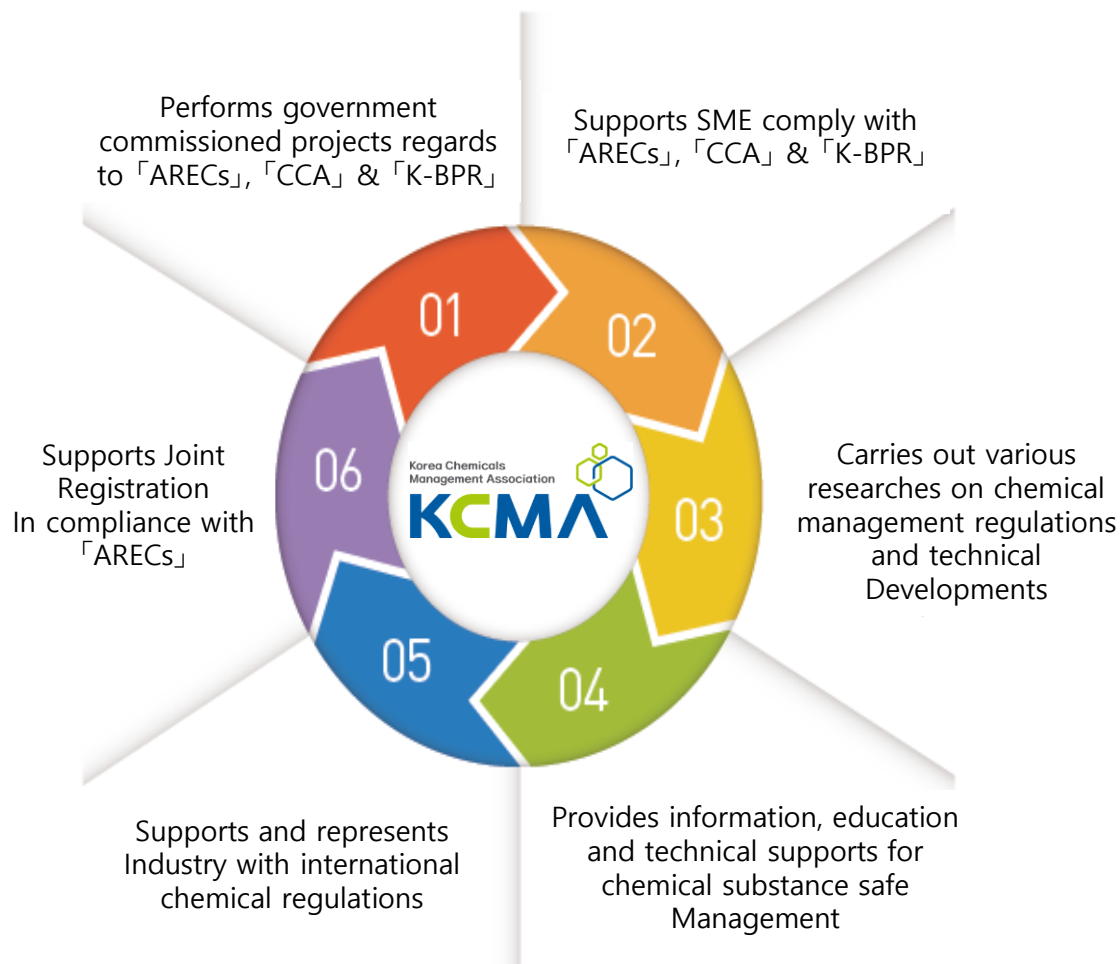 Performs government
commissioned projects regards
to「ARECs」,「CCA」&「K-BPR」
Supports SME comply with
「ARECs」,「CCA」&「K-BPR」
01
02
03
04
05
06
Korea Chemicals
Management Association
KCMA
Carries out various
researches on chemical
management regulations
and technical
Developments
Provides information, education
and technical supports for
chemical substance safe
Management
Supports and represents
Industry with international
chemical regulations
Supports Joint
Registration
In compliance with
「ARECs」